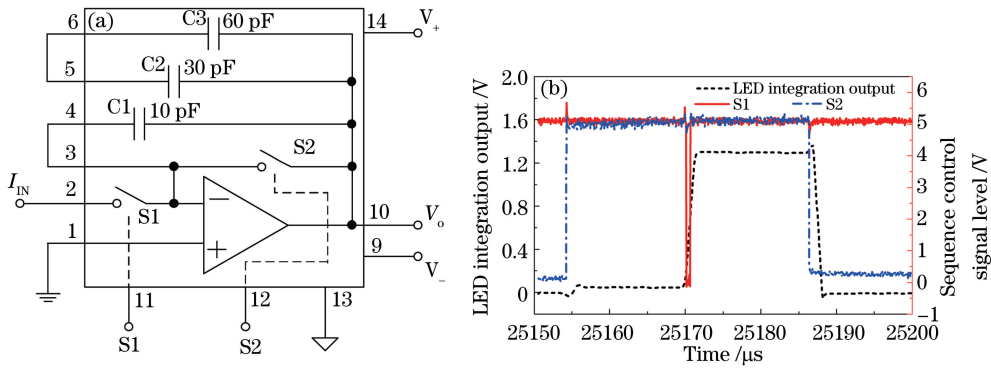 (a)
6
C3
60 pF
14
V+
5
C2
30 pF
4
C1
10 pF
3
S2
IIN
2
S1
−
+
10
Vo
1
9
V−
11
12
13
S1
S2
(b)
LED integration output
S1
S2
LED integration output /V
2.0
1.6
1.2
0.8
0.4
0
6
5
4
3
2
1
0
−1
Sequence control
signal level /V
25150
25160
25170
25180
25190
25200
Time /μs